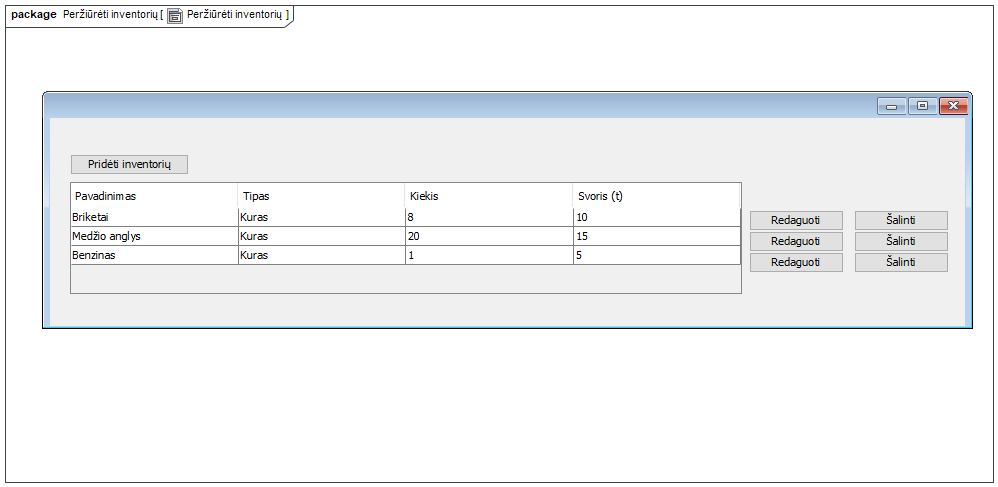 package Peržiūrėti inventorių [ Peržiūrėti inventorių ]
Pridėti inventorių
Pavadinimas Tipas Kiekis Svoris (t)
Briketai Kuras 8 10 Redaguoti Šalinti
Medžio anglys Kuras 20 15 Redaguoti Šalinti
Benzinas Kuras 1 5 Redaguoti Šalinti